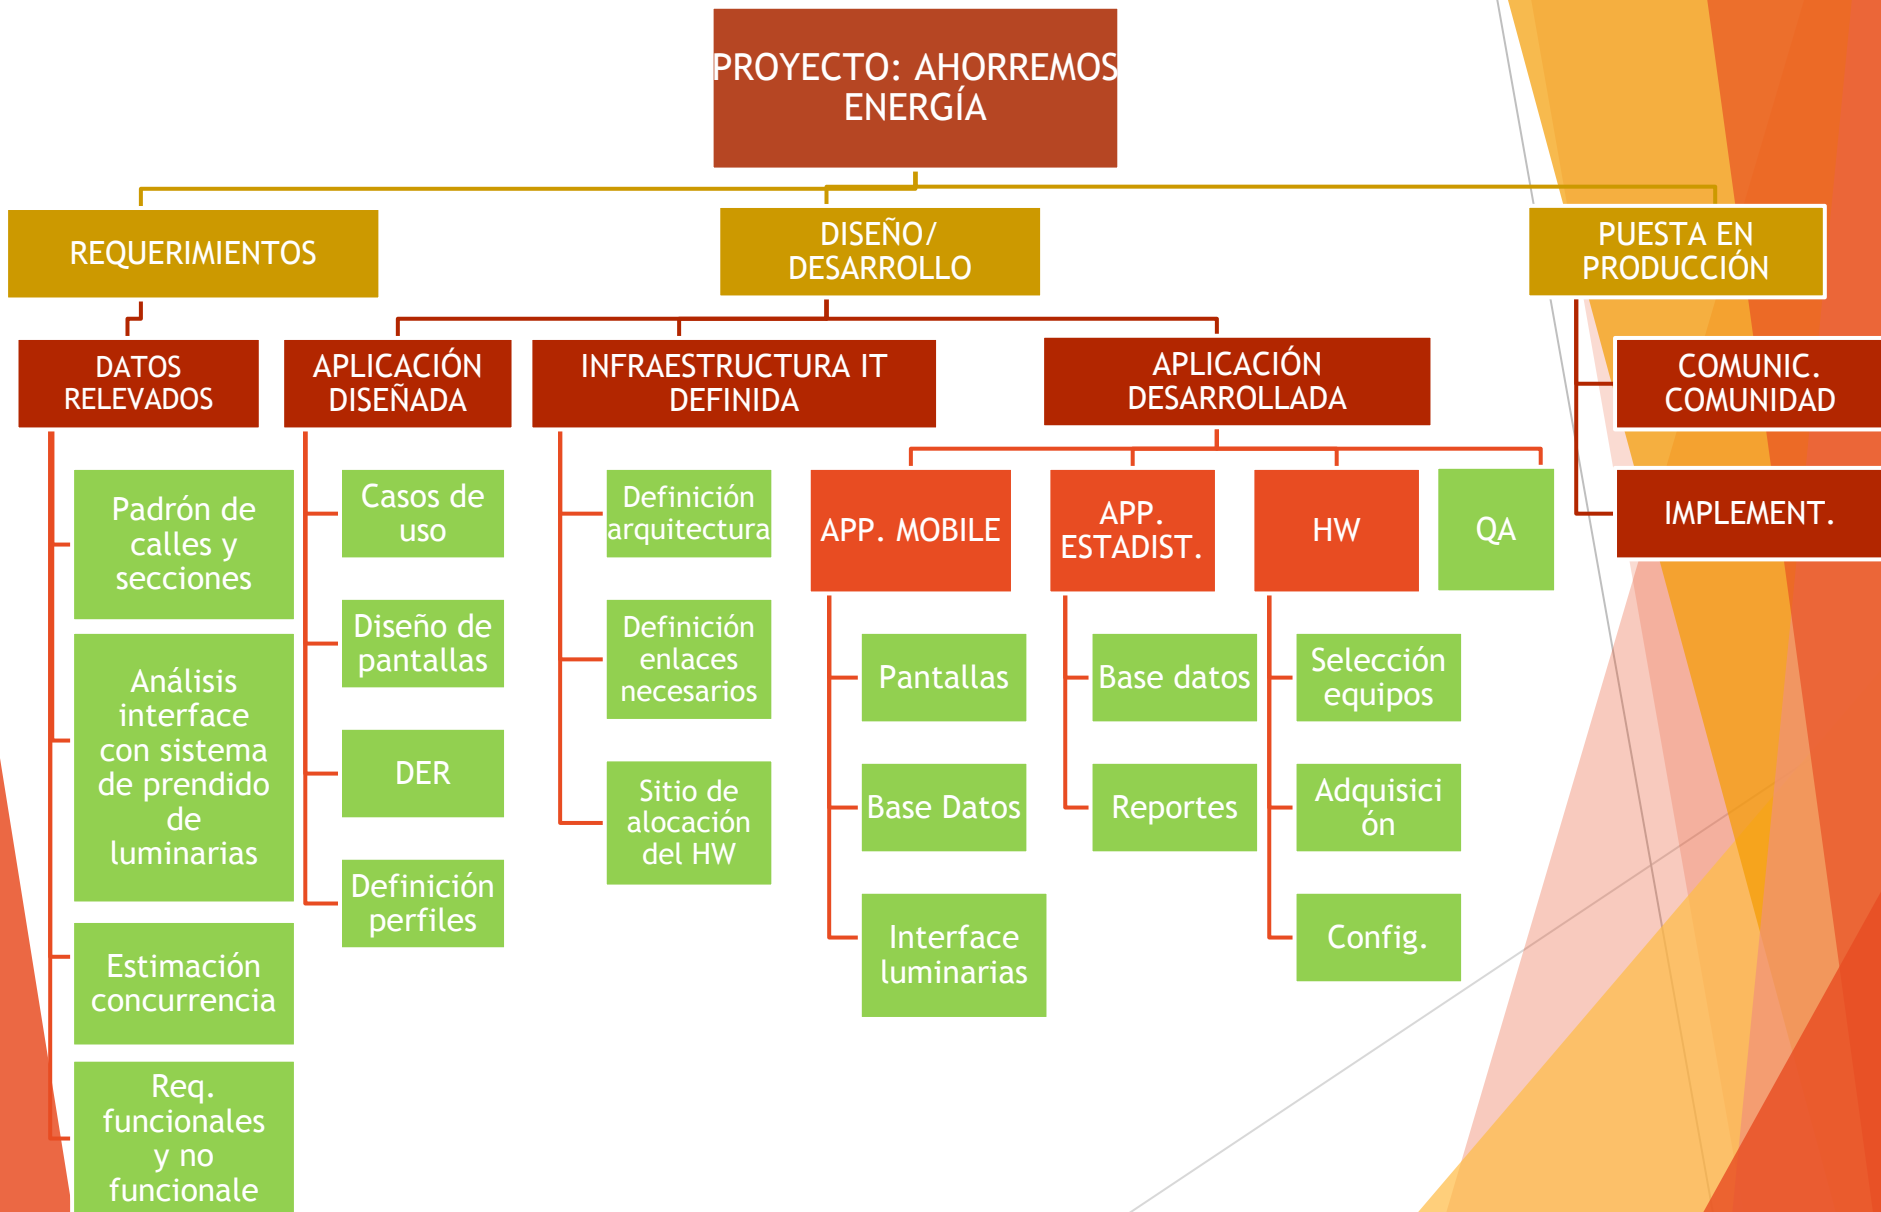 PROYECTO: AHORREMOS
ENERGÍA
REQUERIMIENTOS
DISEÑO/
DESARROLLO
PUESTA EN
PRODUCCIÓN
DATOS
RELEVADOS
APLICACIÓN
DISEÑADA
INFRAESTRUCTURA IT
DEFINIDA
APLICACIÓN
DESARROLLADA
COMUNIC.
COMUNIDAD
IMPLEMENT.
Padrón de
calles y
secciones
Análisis
interface
con sistema
de prendido
de
luminarias
Estimación
concurrencia
Req.
funcionales
y no
funcionale
Casos de
uso
Diseño de
pantallas
DER
Definición
perfiles
Definición
arquitectura
Definición
enlaces
necesarios
Sitio de
alocación
del HW
APP. MOBILE
APP.
ESTADIST.
HW
QA
Pantallas
Base Datos
Interface
luminarias
Base datos
Reportes
Selección
equipos
Adquisici
ón
Config.